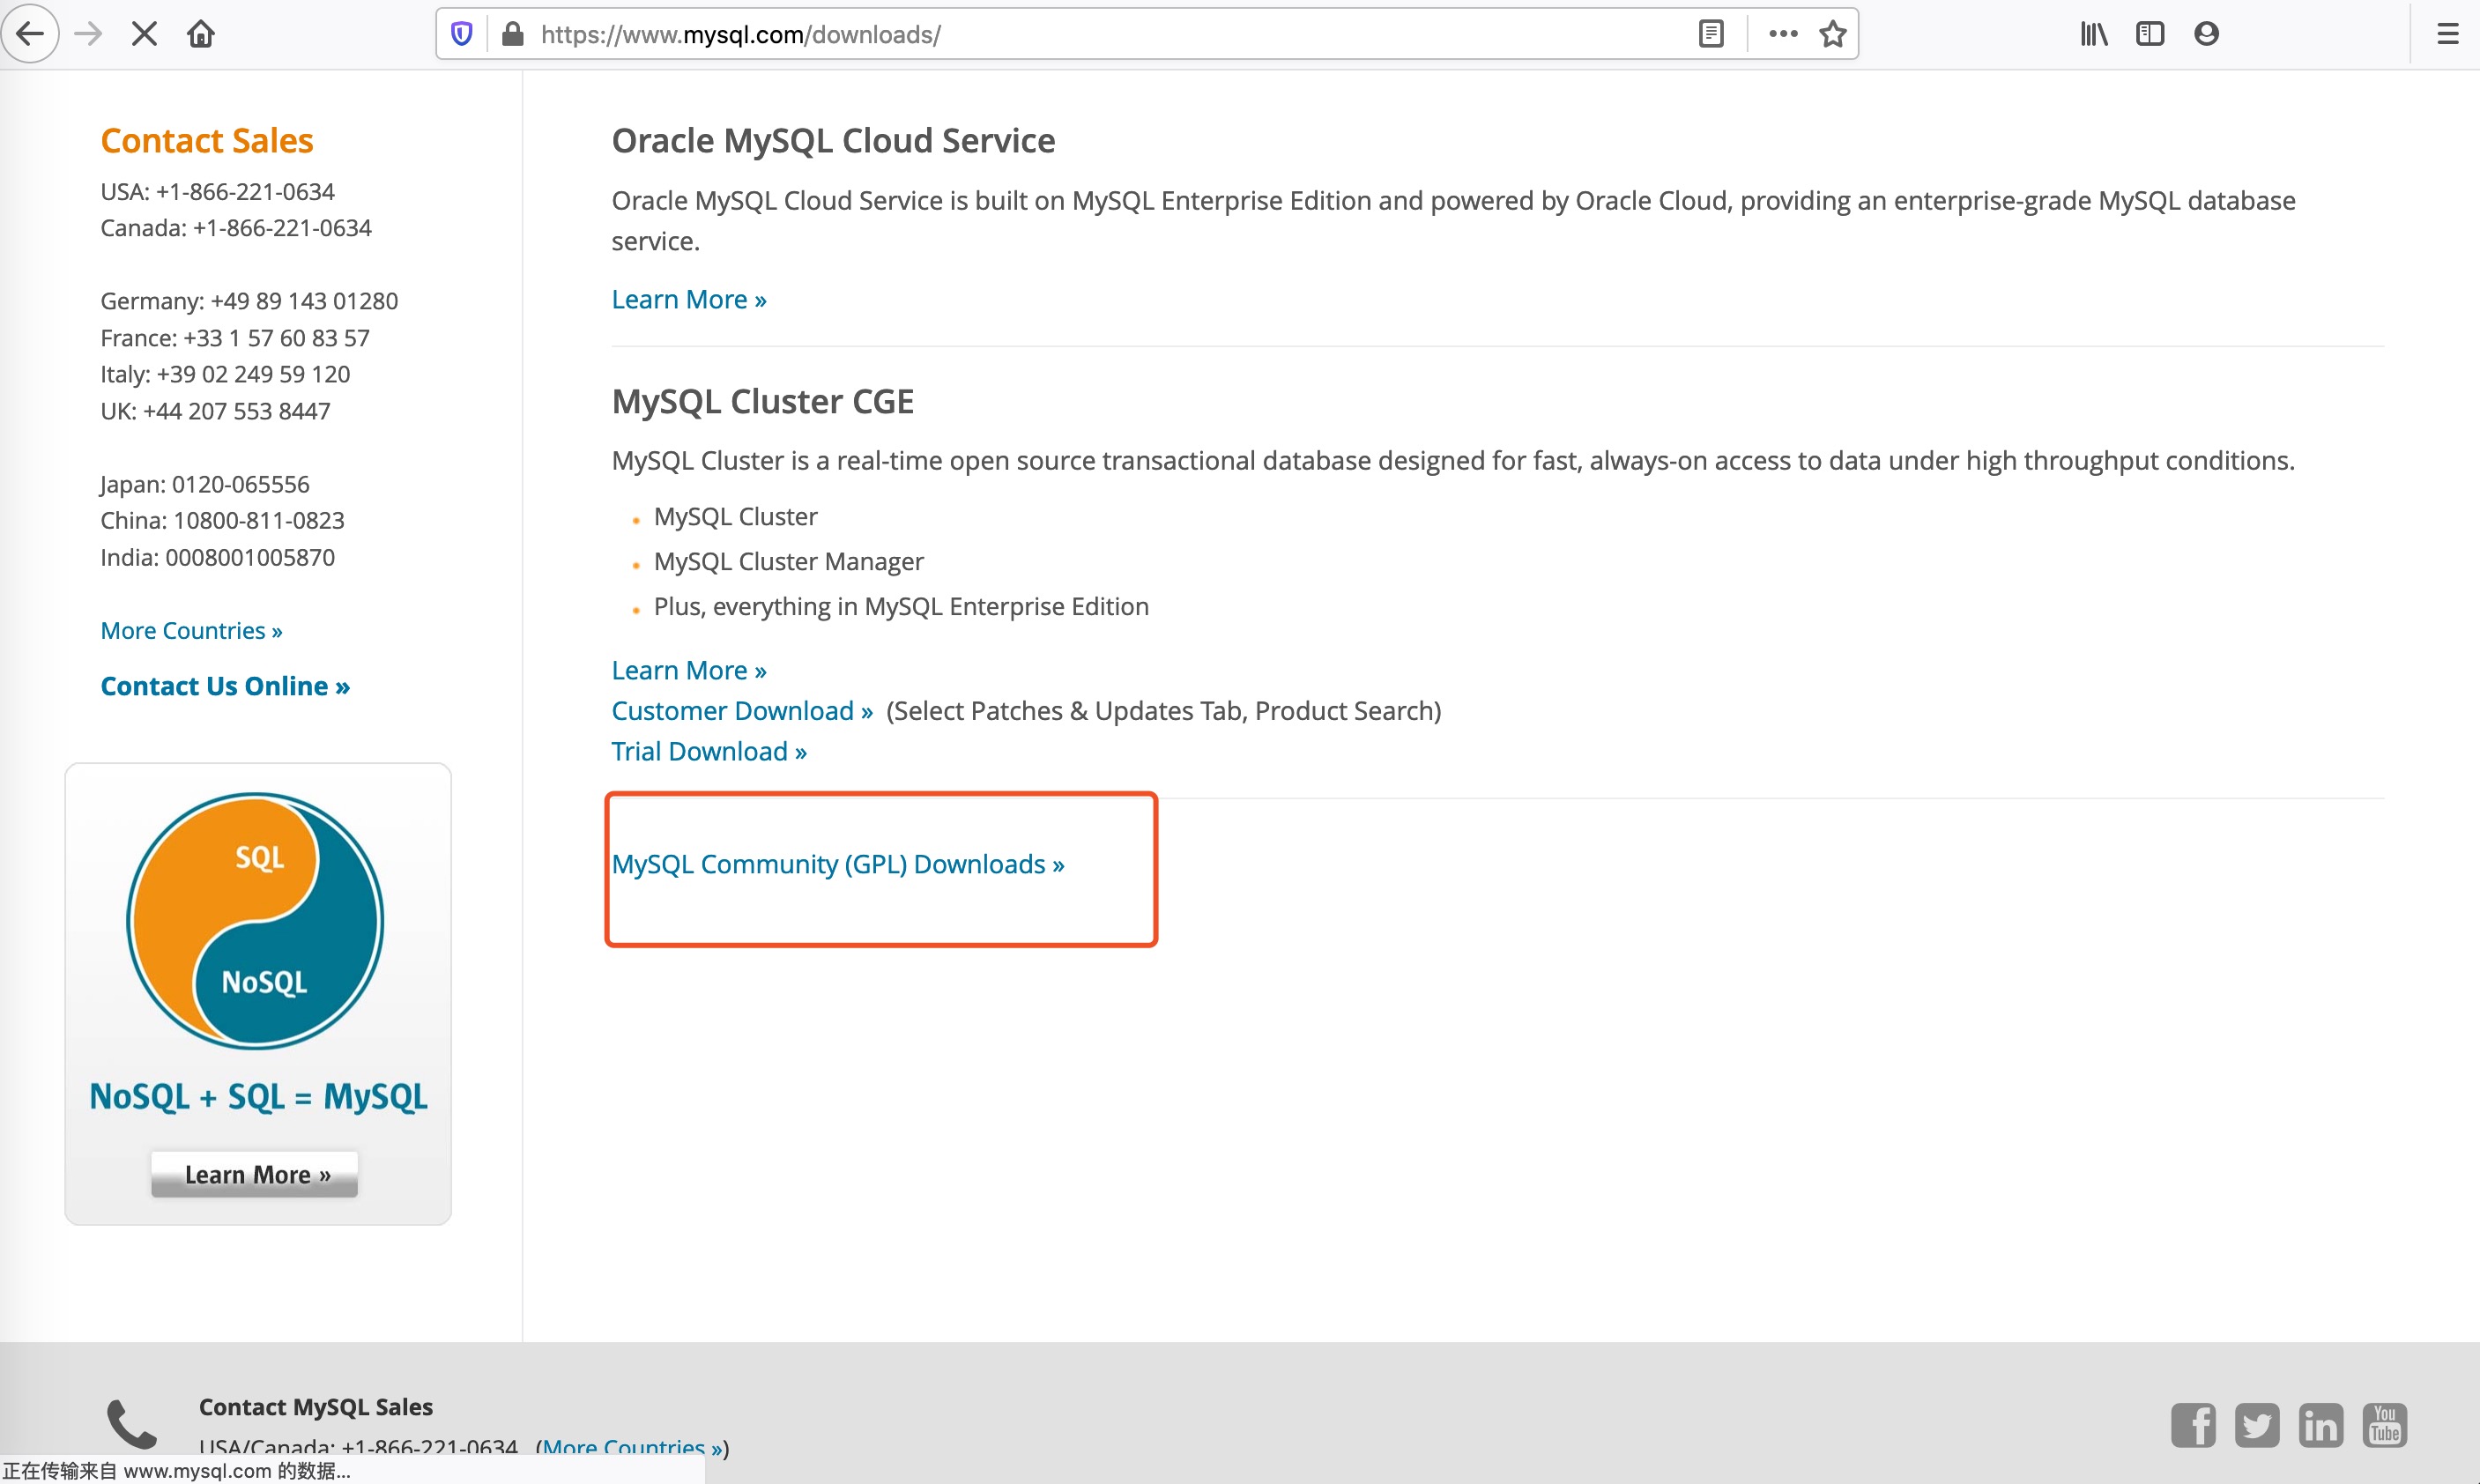 https://www.mysql.com/downloads/
Contact Sales
USA: +1-866-221-0634
Canada: +1-866-221-0634
Germany: +49 89 143 01280
France: +33 1 57 60 83 57
Italy: +39 02 249 59 120
UK: +44 207 553 8447
Japan: 0120-065556
China: 10800-811-0823
India: 0008001005870
More Countries »
Contact Us Online »
SQL
NoSQL
NoSQL + SQL = MySQL
Learn More »
Oracle MySQL Cloud Service
Oracle MySQL Cloud Service is built on MySQL Enterprise Edition and powered by Oracle Cloud, providing an enterprise-grade MySQL database
service.
Learn More »
MySQL Cluster CGE
MySQL Cluster is a real-time open source transactional database designed for fast, always-on access to data under high throughput conditions.
MySQL Cluster
MySQL Cluster Manager
Plus, everything in MySQL Enterprise Edition
Learn More »
Customer Download » (Select Patches & Updates Tab, Product Search)
Trial Download »
MySQL Community (GPL) Downloads »
Contact MySQL Sales
USA/Canada: +1-866-221-0634 (More Countries »)
You
Tube
正在传输来自 www.mysql.com 的数据...